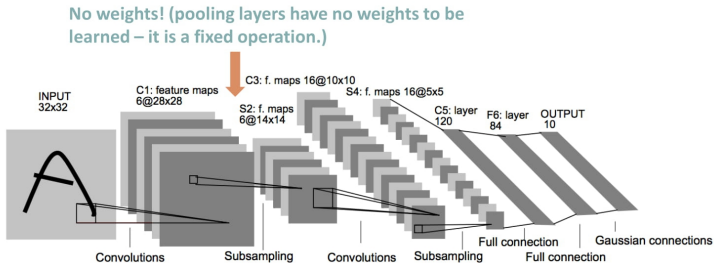 No weights! (pooling layers have no weights to be
learned – it is a fixed operation.)
INPUT
32x32
C1: feature maps
6@28x28
C3: f. maps 16@10x10
S2: f. maps
6@14x14
S4: f. maps 16@5x5
C5: layer
120
F6: layer
84
OUTPUT
10
Convolutions
Subsampling
Convolutions
Subsampling
Full connection
Full connection
Gaussian connections